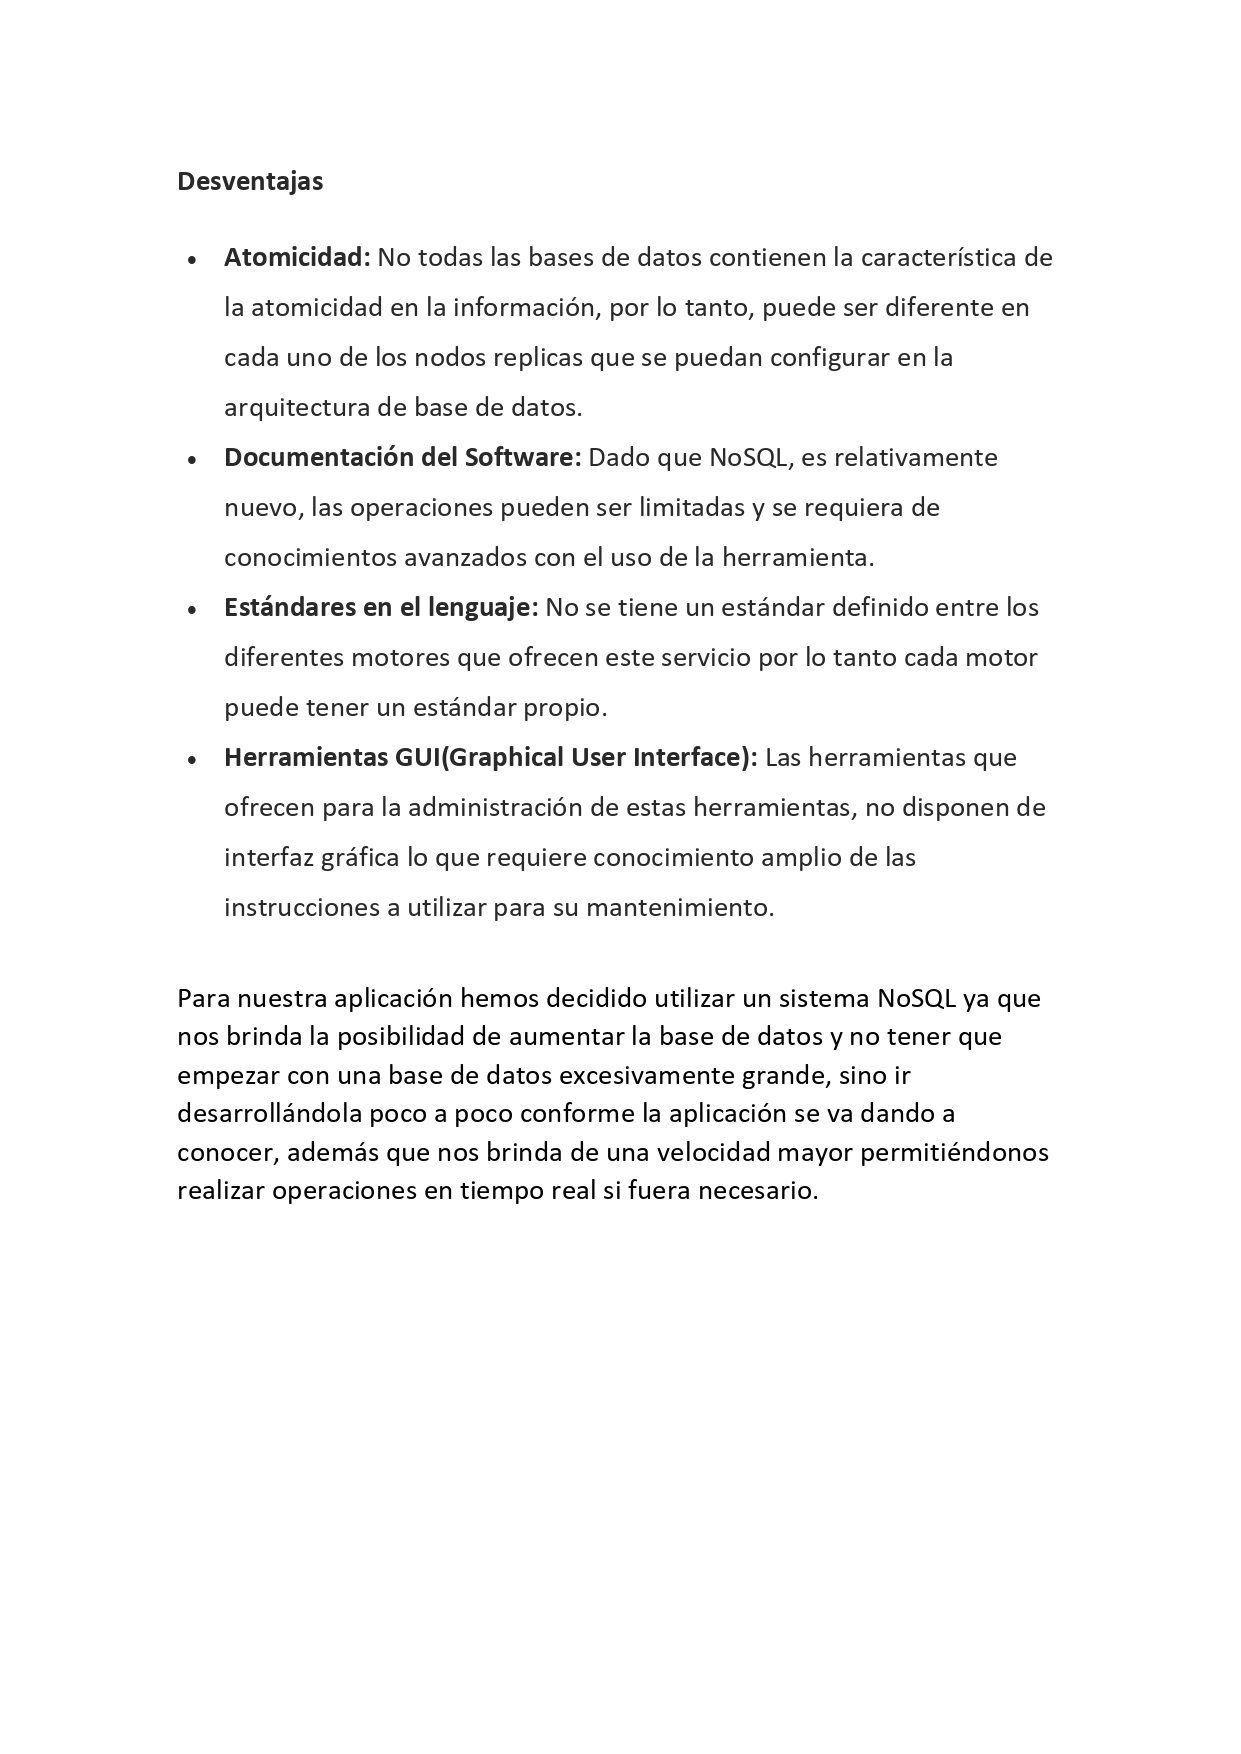 Desventajas
• Atomicidad: No todas las bases de datos contienen la característica de
la atomicidad en la información, por lo tanto, puede ser diferente en
cada uno de los nodos replicas que se puedan configurar en la
arquitectura de base de datos.
• Documentación del Software: Dado que NoSQL, es relativamente
nuevo, las operaciones pueden ser limitadas y se requiera de
conocimientos avanzados con el uso de la herramienta.
• Estándares en el lenguaje: No se tiene un estándar definido entre los
diferentes motores que ofrecen este servicio por lo tanto cada motor
puede tener un estándar propio.
• Herramientas GUI(Graphical User Interface): Las herramientas que
ofrecen para la administración de estas herramientas, no disponen de
interfaz gráfica lo que requiere conocimiento amplio de las
instrucciones a utilizar para su mantenimiento.
Para nuestra aplicación hemos decidido utilizar un sistema NoSQL ya que
nos brinda la posibilidad de aumentar la base de datos y no tener que
empezar con una base de datos excesivamente grande, sino ir
desarrollándola poco a poco conforme la aplicación se va dando a
conocer, además que nos brinda de una velocidad mayor permitiéndonos
realizar operaciones en tiempo real si fuera necesario.